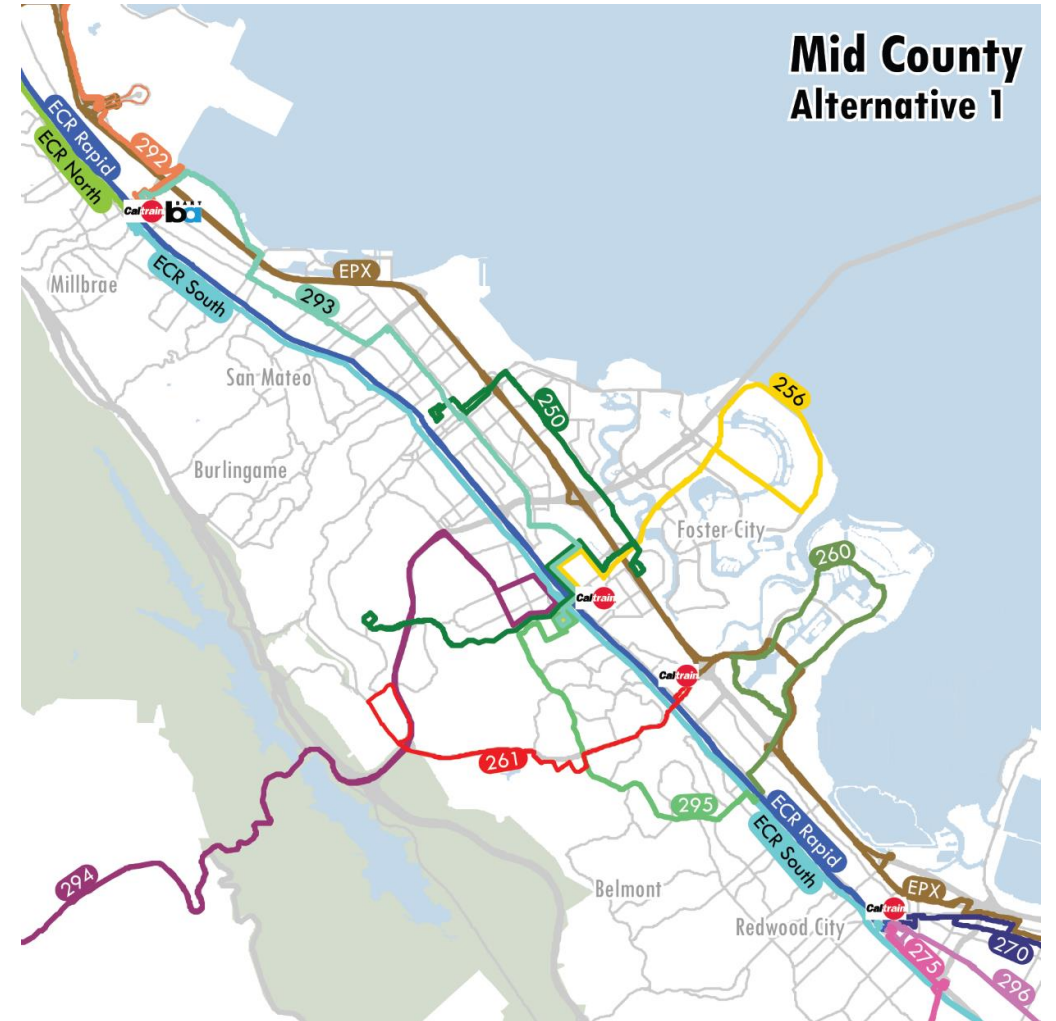 Mid County
Alternative 1
ECR Rapid
ECR North
292
Caltrain
BART
ba
Millbrae
ECR South
EPX
293
San Mateo
250
256
Burlingame
Foster City
260
Caltrain
Caltrain
261
295
ECR Rapid
ECR South
294
Belmont
EPX
Caltrain
Redwood City
270
275
296